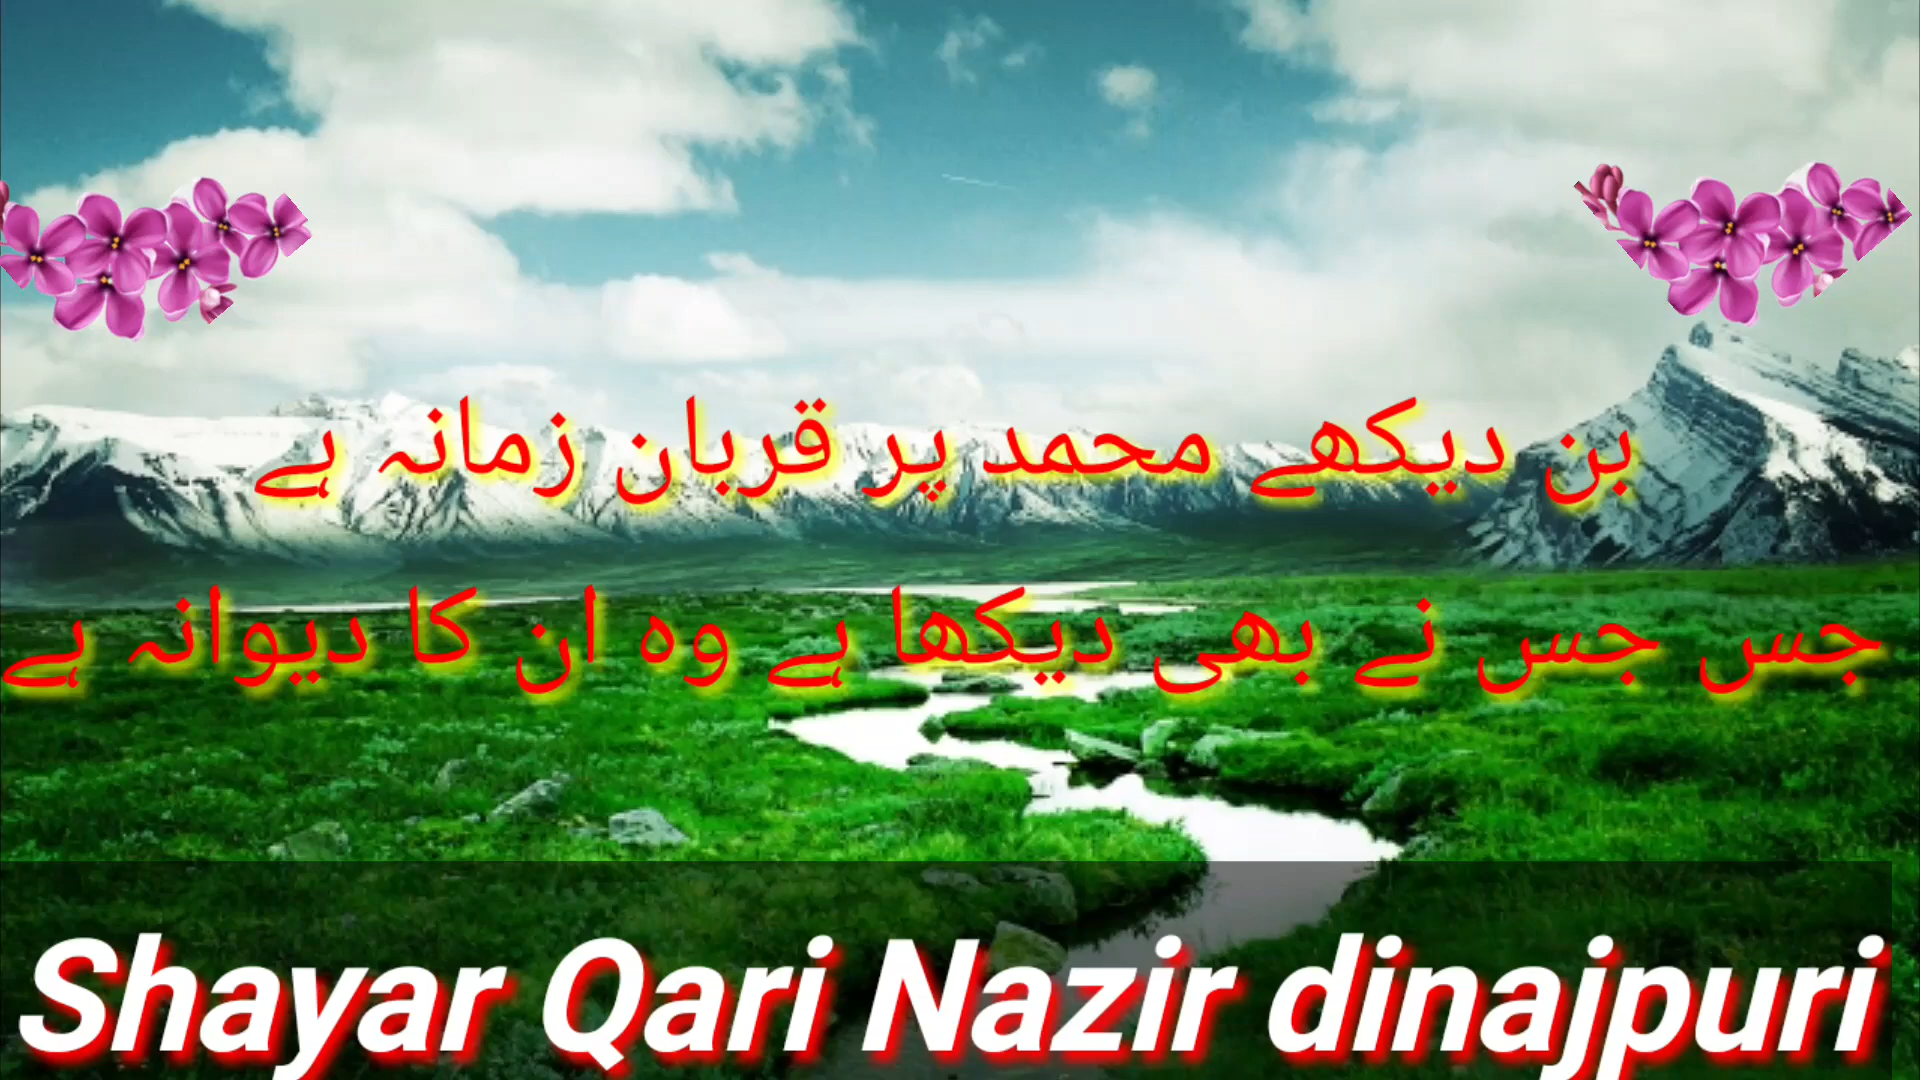 بن دیکھے محمد پر قربان زمانہ ہے
جس جس نے بھی دیکھا ہے وہ ان کا دیوانہ ہے
Shayar Qari Nazir dinajpuri